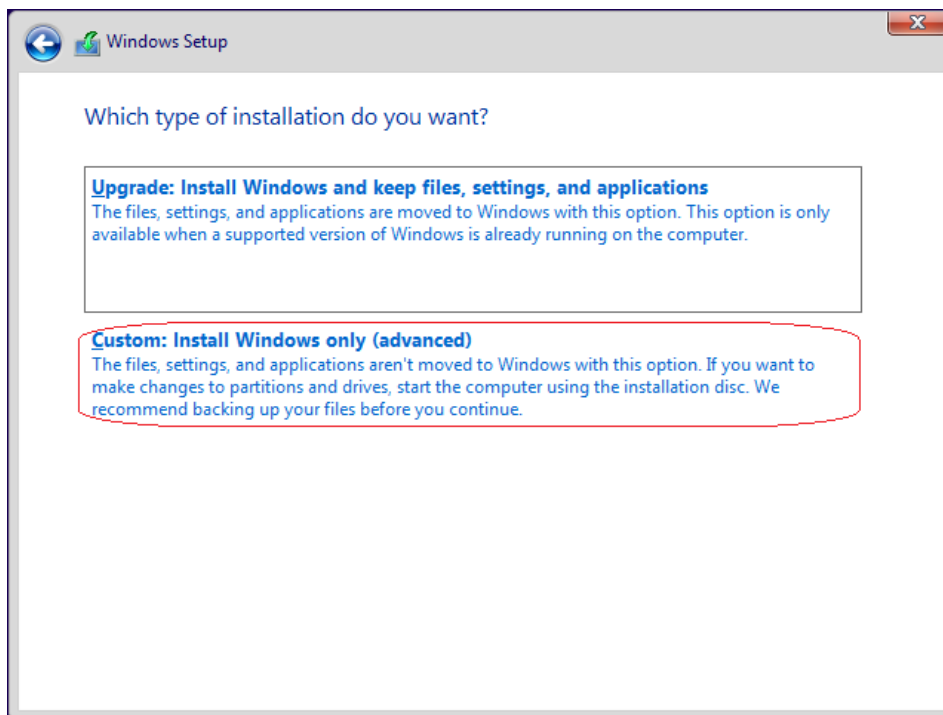 Windows Setup
Which type of installation do you want?
Upgrade: Install Windows and keep files, settings, and applications
The files, settings, and applications are moved to Windows with this option. This option is only
available when a supported version of Windows is already running on the computer.
Custom: Install Windows only (advanced)
The files, settings, and applications aren't moved to Windows with this option. If you want to
make changes to partitions and drives, start the computer using the installation disc. We
recommend backing up your files before you continue.